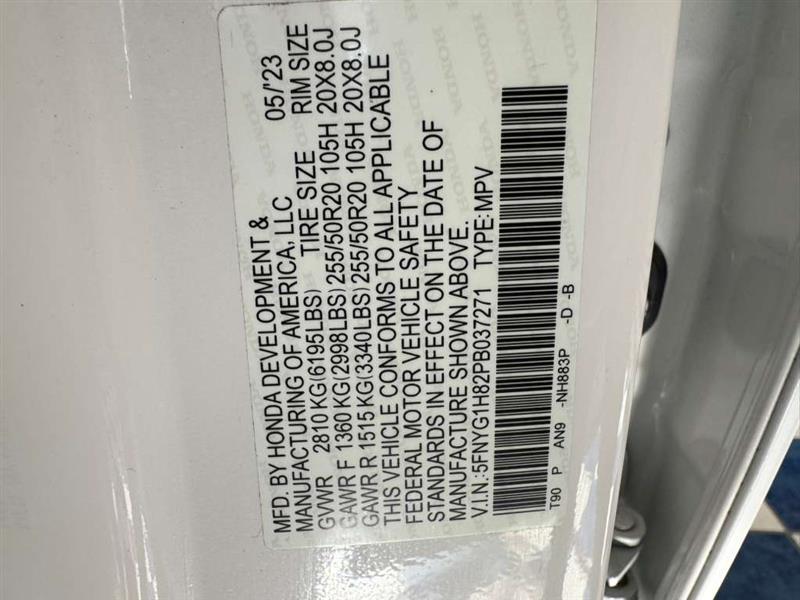 MFD. BY HONDA DEVELOPMENT &
MANUFACTURING OF AMERICA, LLC 05/'23
GVWR 2810 KG(6195LBS) TIRE SIZE RIM SIZE
GAWR F 1360 KG(2998LBS) 255/50R20 105H 20X8.0J
GAWR R 1515 KG(3340LBS) 255/50R20 105H 20X8.0J
THIS VEHICLE CONFORMS TO ALL APPLICABLE
FEDERAL MOTOR VEHICLE SAFETY
STANDARDS IN EFFECT ON THE DATE OF
MANUFACTURE SHOWN ABOVE.
V.I.N.:5FNYG1H82PB037271 TYPE:MPV
T90 P AN9 -NH883P -D -B